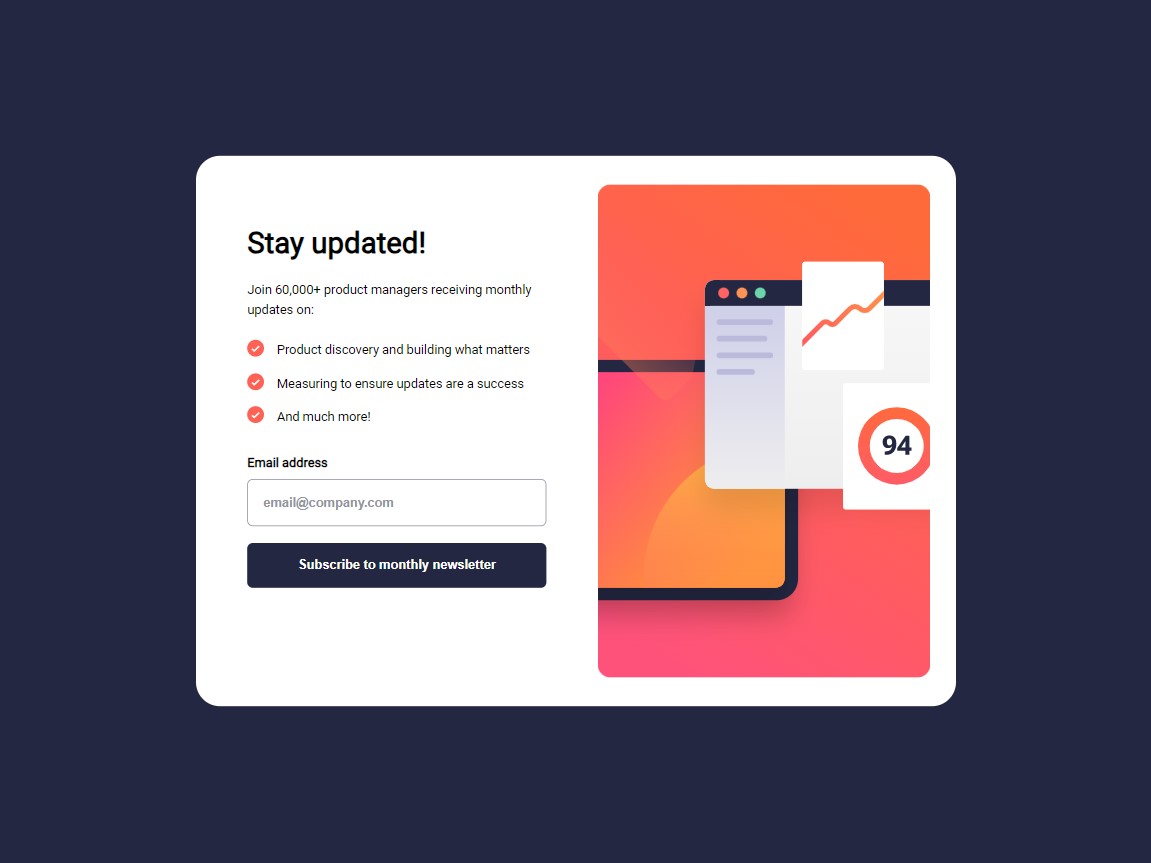 Stay updated!
Join 60,000+ product managers receiving monthly
updates on:
Product discovery and building what matters
Measuring to ensure updates are a success
And much more!
Email address
email@company.com
Subscribe to monthly newsletter
94